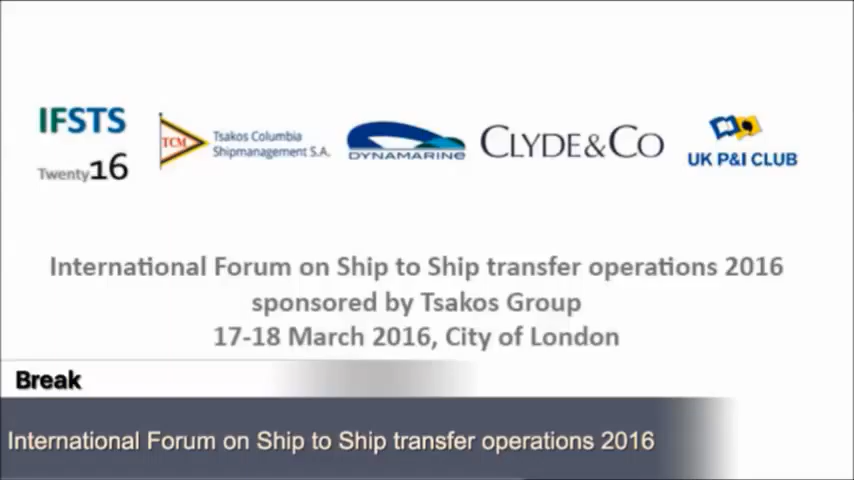 IFSTS
Twenty16
TCM
Tsakos Columbia
Shipmanagement S.A.
DYNAMARINE
CLYDE&CO
UK P&I CLUB
International Forum on Ship to Ship transfer operations 2016
sponsored by Tsakos Group
17-18 March 2016, City of London
Break
International Forum on Ship to Ship transfer operations 2016